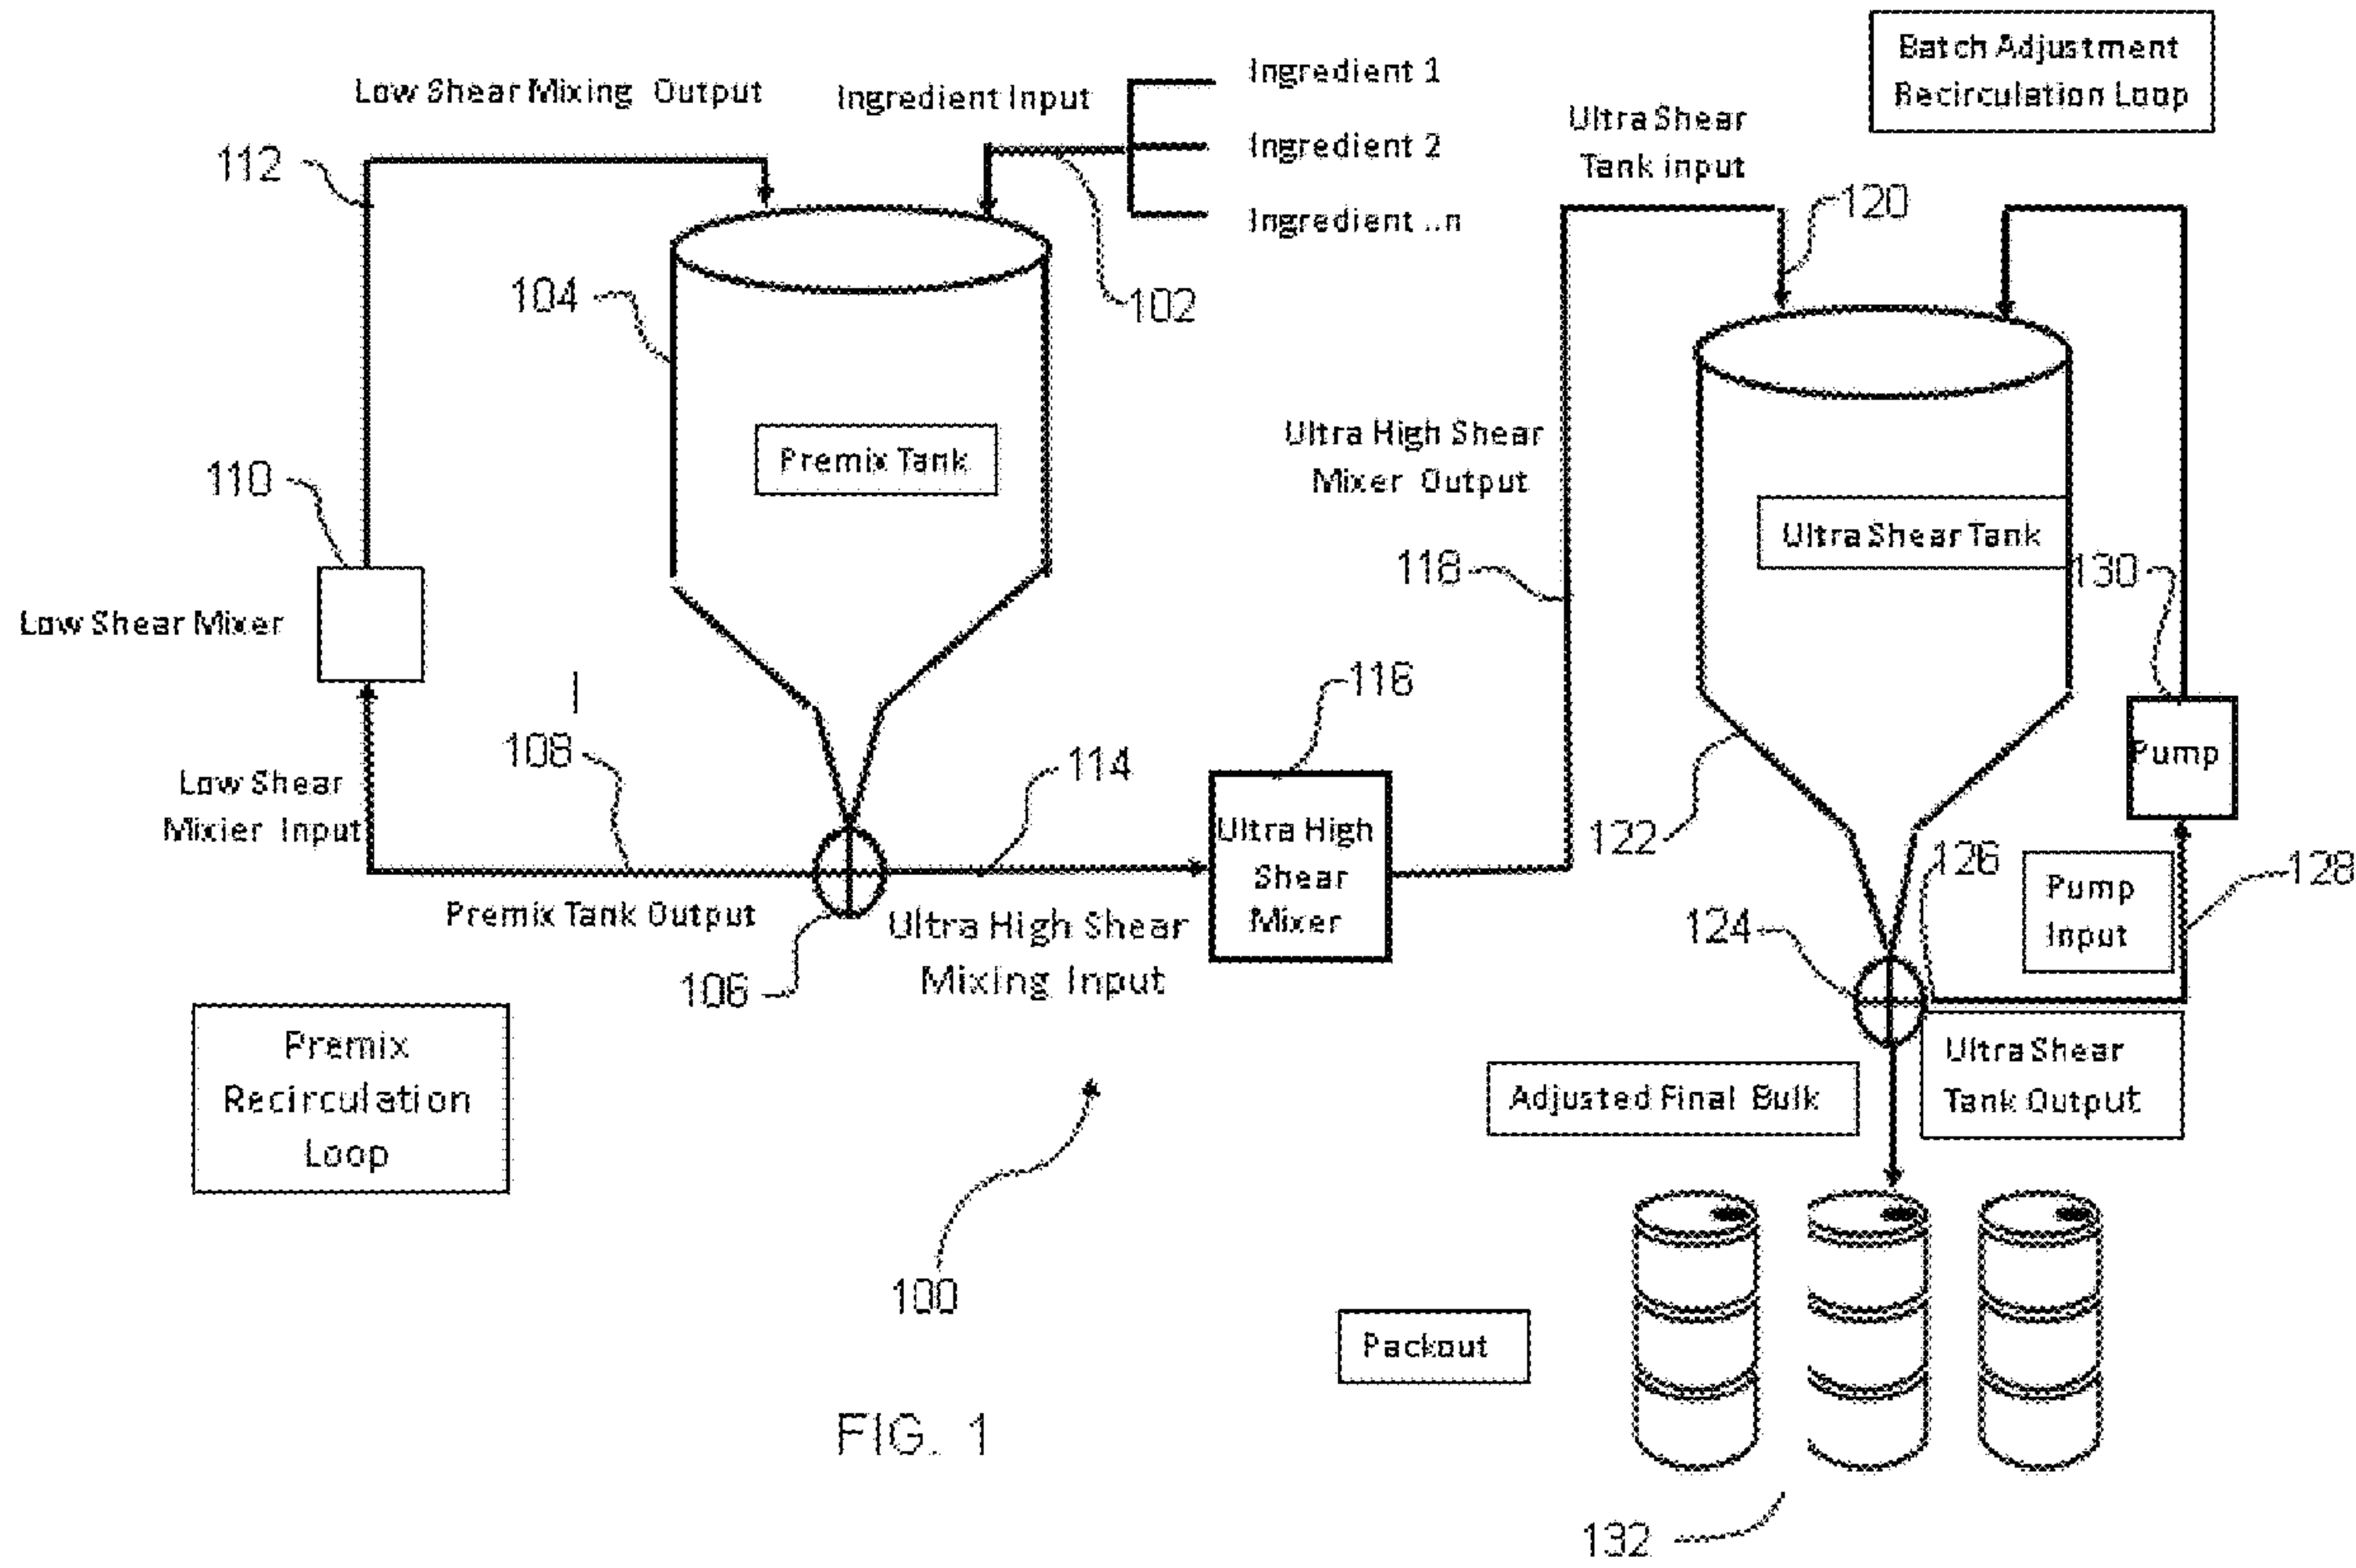 Batch Adjustment
Recirculation Loop
Low Shear Mixing Output
Ingredient Input
Ingredient 1
Ingredient 2
Ingredient ..n
Ultra Shear
Tank input
112
120
104
102
Premix Tank
Ultra High Shear
Mixer Output
Ultra Shear Tank
110
118
130
Low Shear Mixer
116
108
114
Pump
Low Shear
Mixier Input
Ultra High
Shear
Mixer
122
126
128
Pump
Input
Premix Tank Output
Ultra High Shear
Mixing Input
106
124
Premix
Recirculation
Loop
Adjusted Final Bulk
Ultra Shear
Tank Output
100
Packout
FIG. 1
132